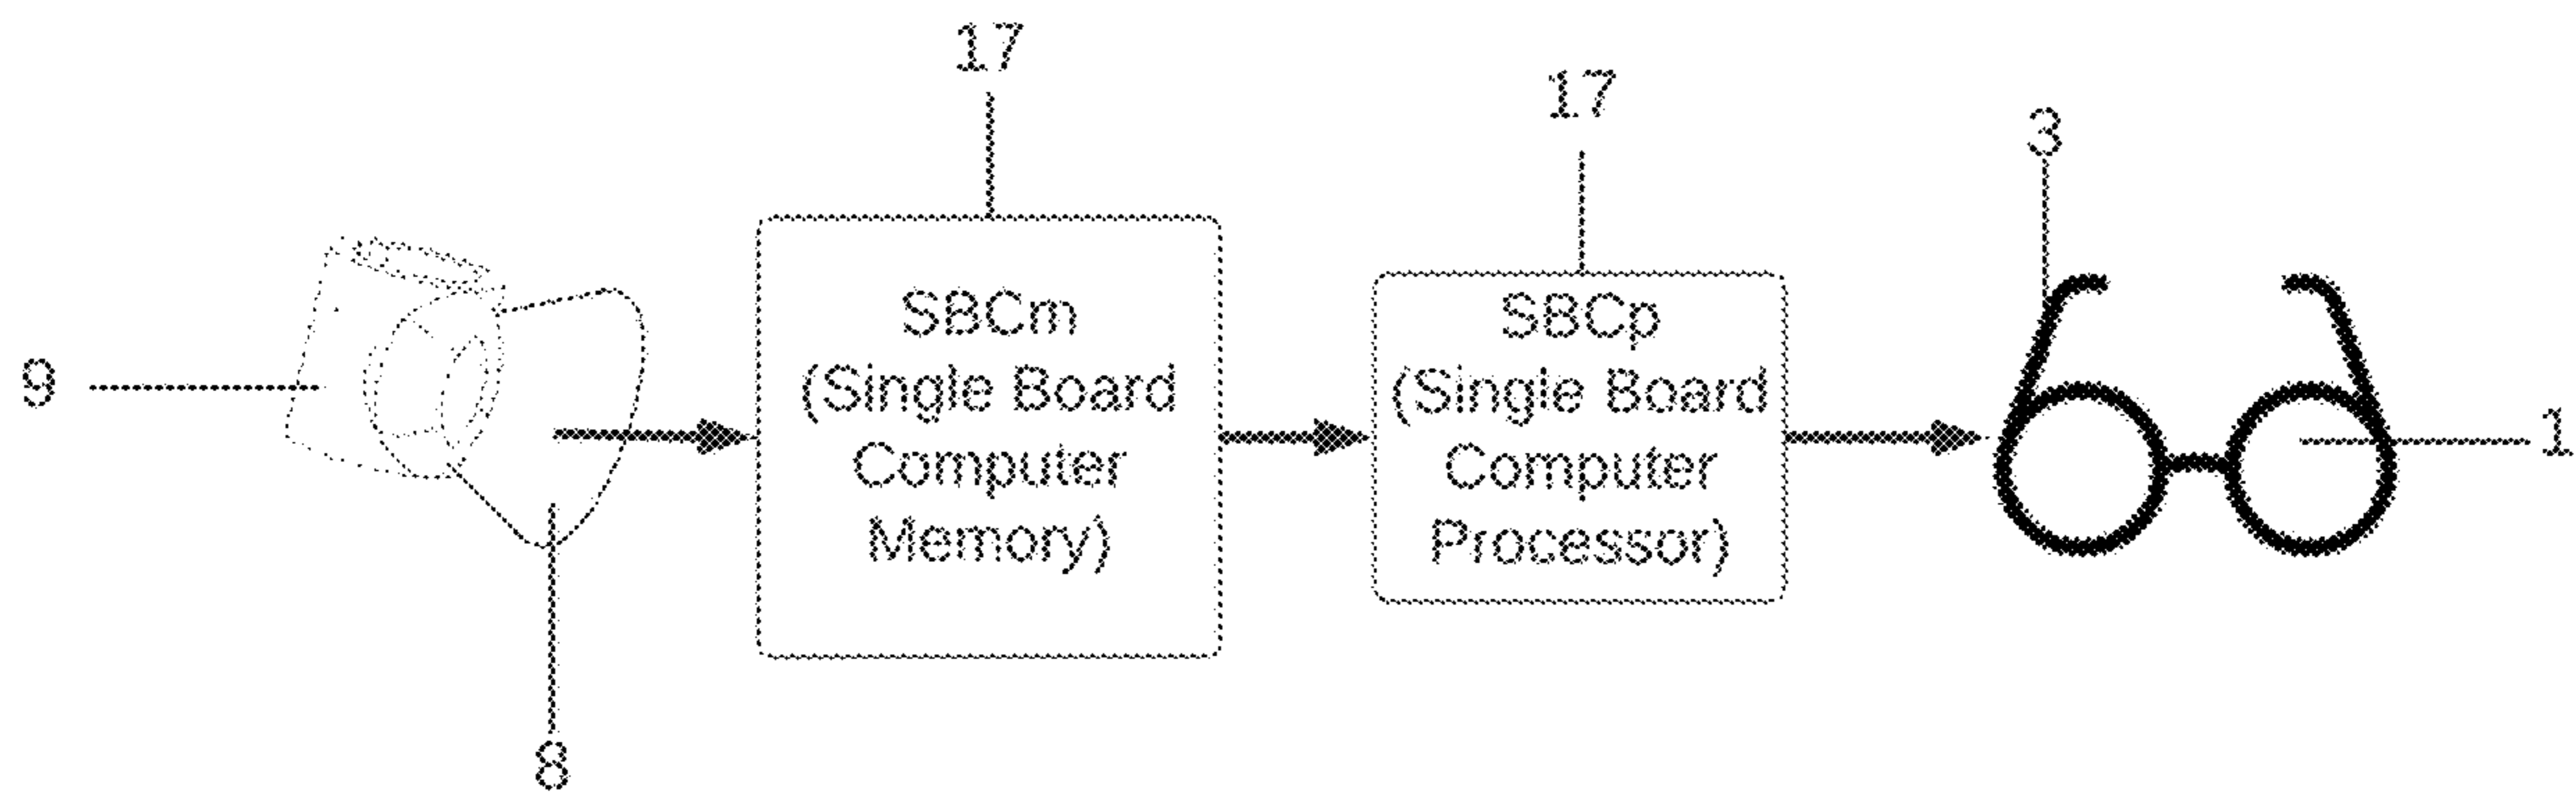 17
17
3
SBCm
(Single Board
Computer
Memory)
SBCp
(Single Board
Computer
Processor)
9
1
8